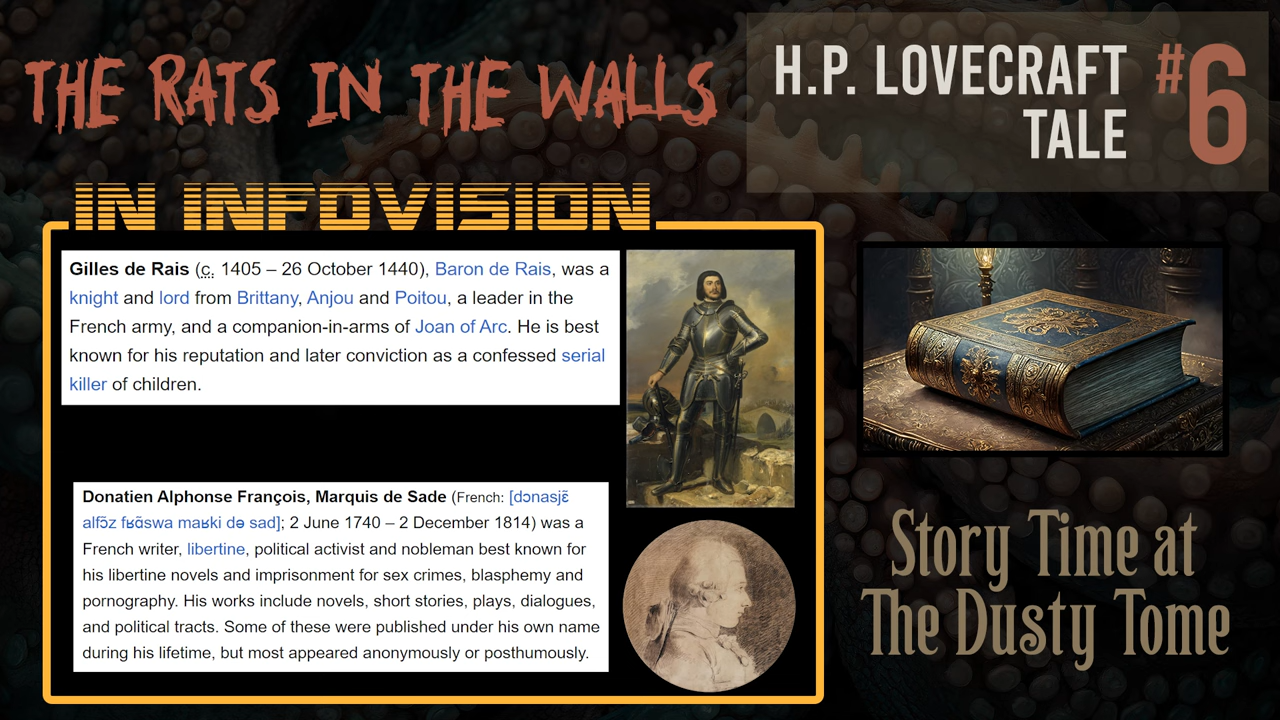 THE RATS IN THE WALLS
H.P. LOVECRAFT
TALE
#6
IN INFOVISION
Gilles de Rais (c. 1405 – 26 October 1440), Baron de Rais, was a
knight and lord from Brittany, Anjou and Poitou, a leader in the
French army, and a companion-in-arms of Joan of Arc. He is best
known for his reputation and later conviction as a confessed serial
killer of children.
Donatien Alphonse François, Marquis de Sade (French: [dɔnasjɛ̃
alfɔ̃z fʁɑ̃swa maʁki də sad]; 2 June 1740 – 2 December 1814) was a
French writer, libertine, political activist and nobleman best known for
his libertine novels and imprisonment for sex crimes, blasphemy and
pornography. His works include novels, short stories, plays, dialogues,
and political tracts. Some of these were published under his own name
during his lifetime, but most appeared anonymously or posthumously.
Story Time at
The Dusty Tome